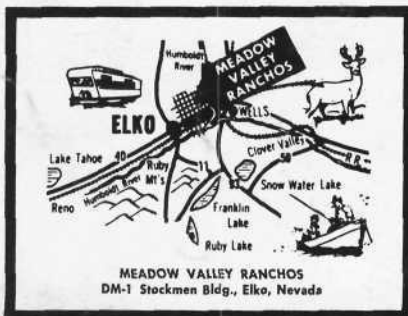 Humboldt
River
MEADOW
VALLEY
RANCHOS
ELKO
WELLS
Clover Valley
Lake Tahoe
40
Ruby
Mt's
11
50
R.R.
93
Snow Water Lake
Humboldt River
Reno
Franklin
Lake
Ruby Lake
MEADOW VALLEY RANCHOS
DM-1 Stockmen Bldg., Elko, Nevada